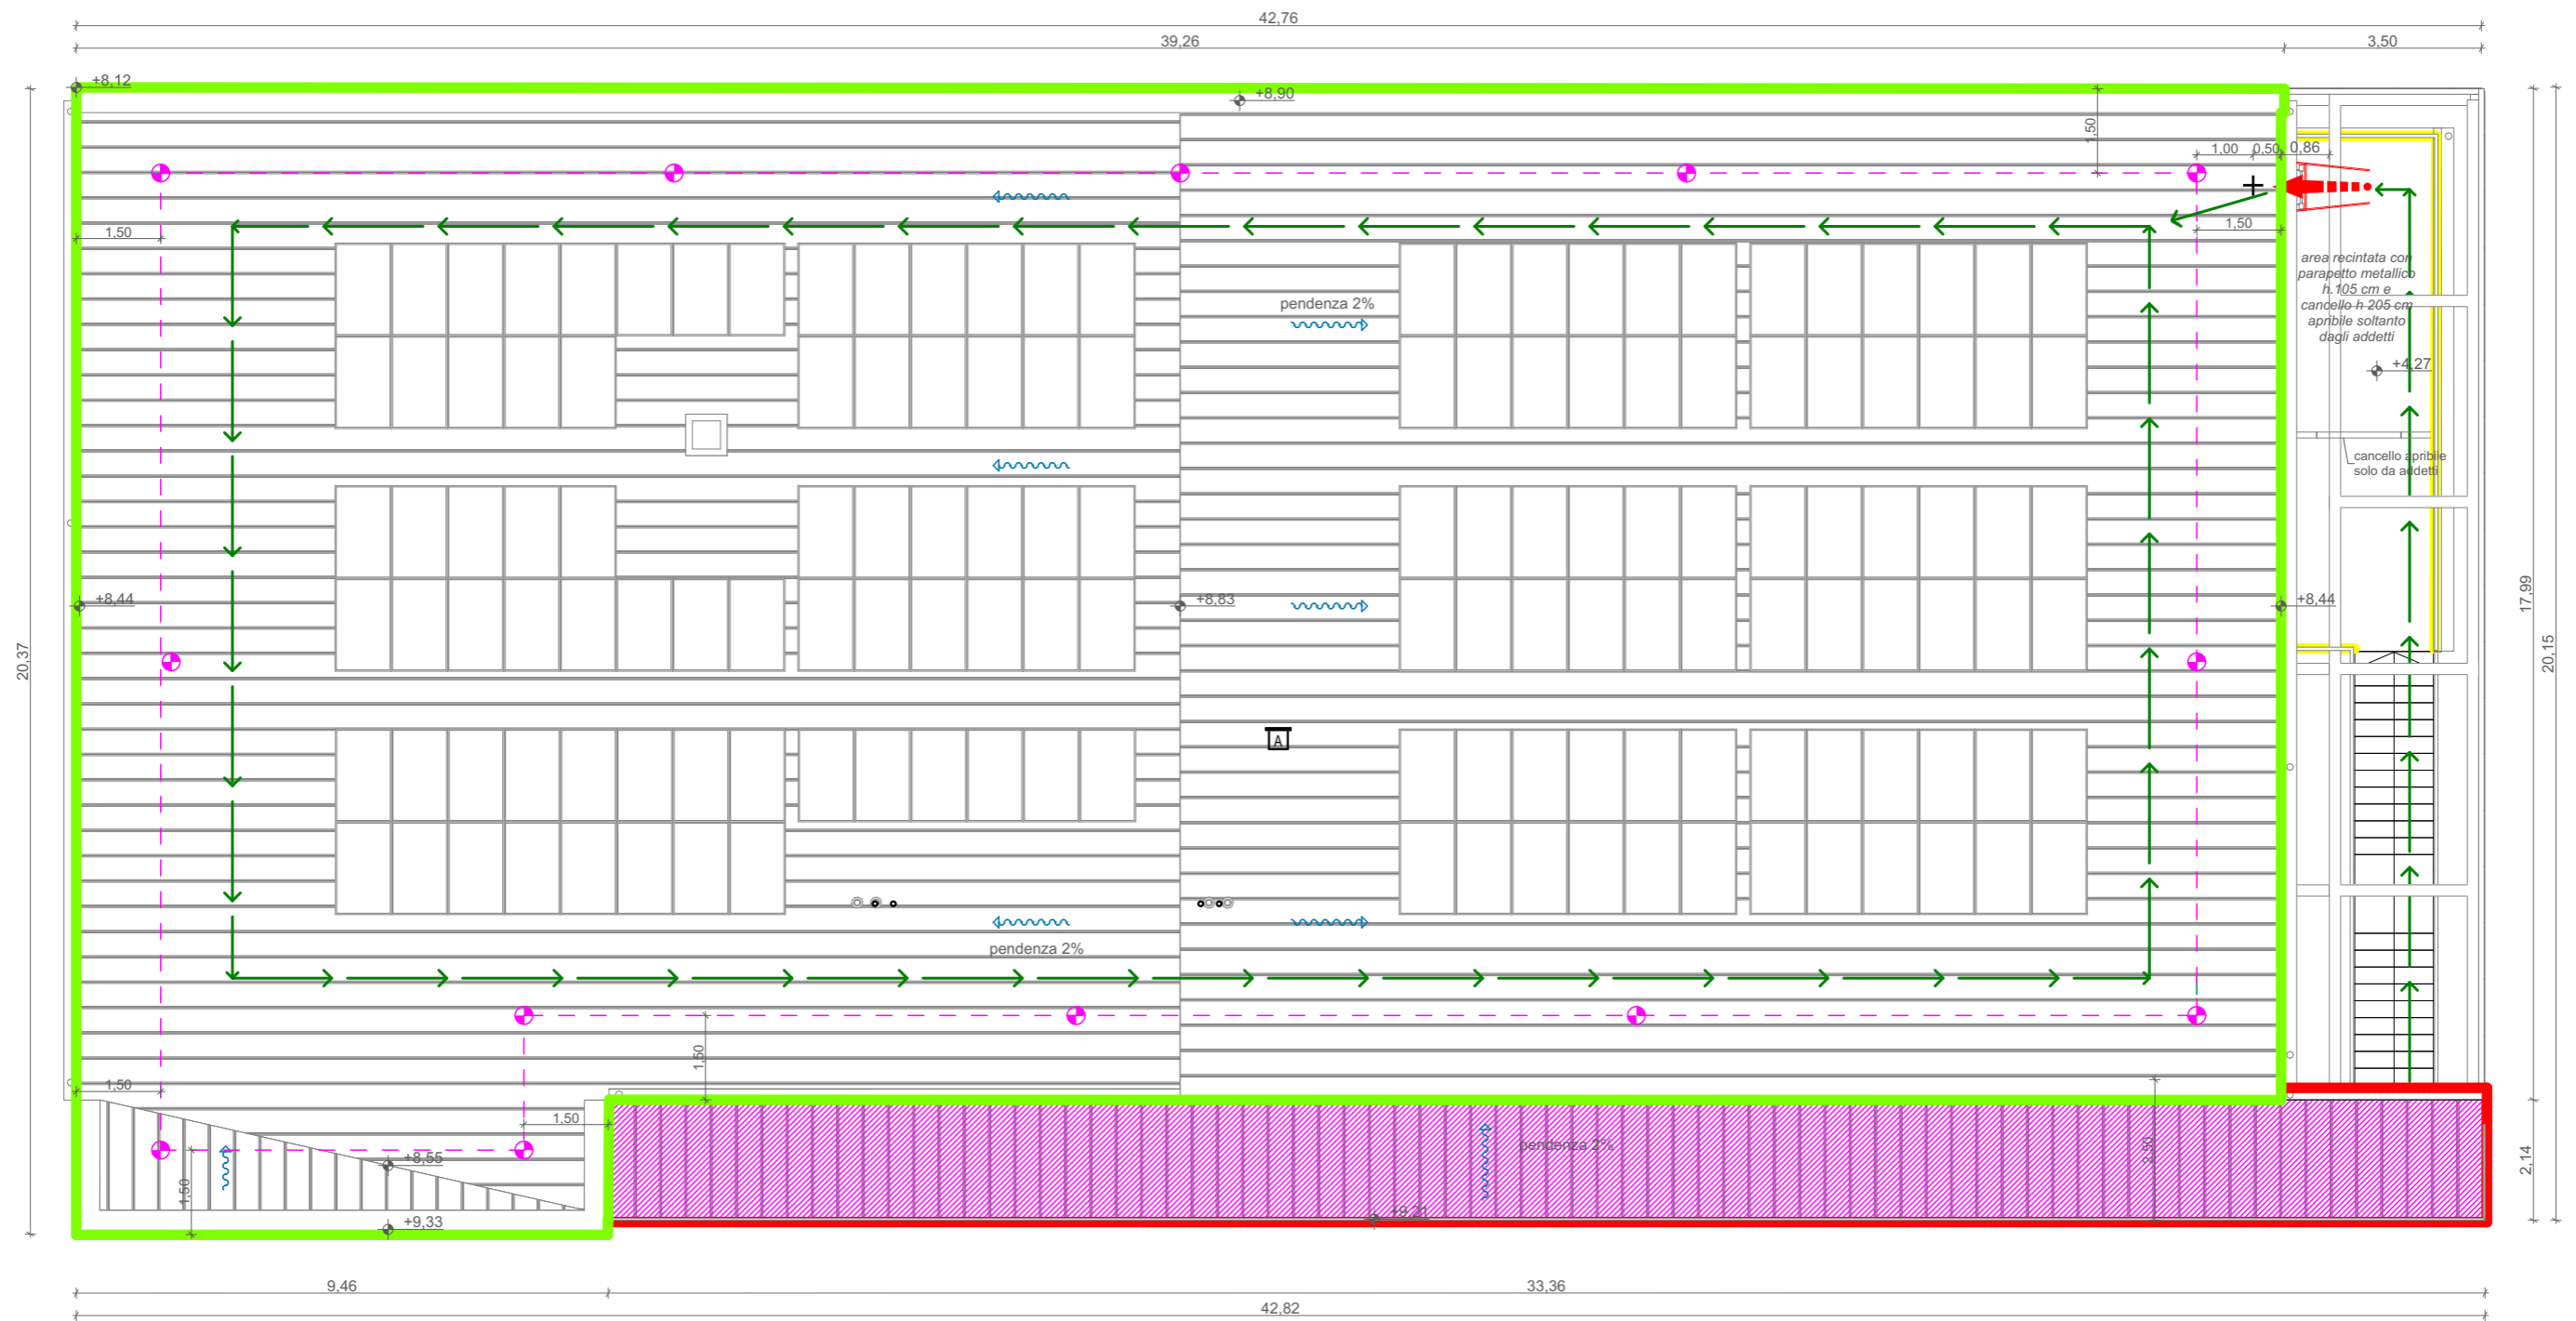 42,76
39,26
3,50
+8,12
+8,90
1,50
1,00
0,50
0,86
1,50
1,50
area recintata con
parapetto metallico
h.105 cm e
cancello h 205 cm
apribile soltanto
dagli addetti
pendenza 2%
+4,27
cancello apribile
solo da addetti
+8,44
+8,83
+8,44
17,99
20,37
20,15
A
pendenza 2%
1,50
1,50
1,50
pendenza 2%
2,50
2,14
+8,55
1,50
+9,33
+9,21
9,46
33,36
42,82